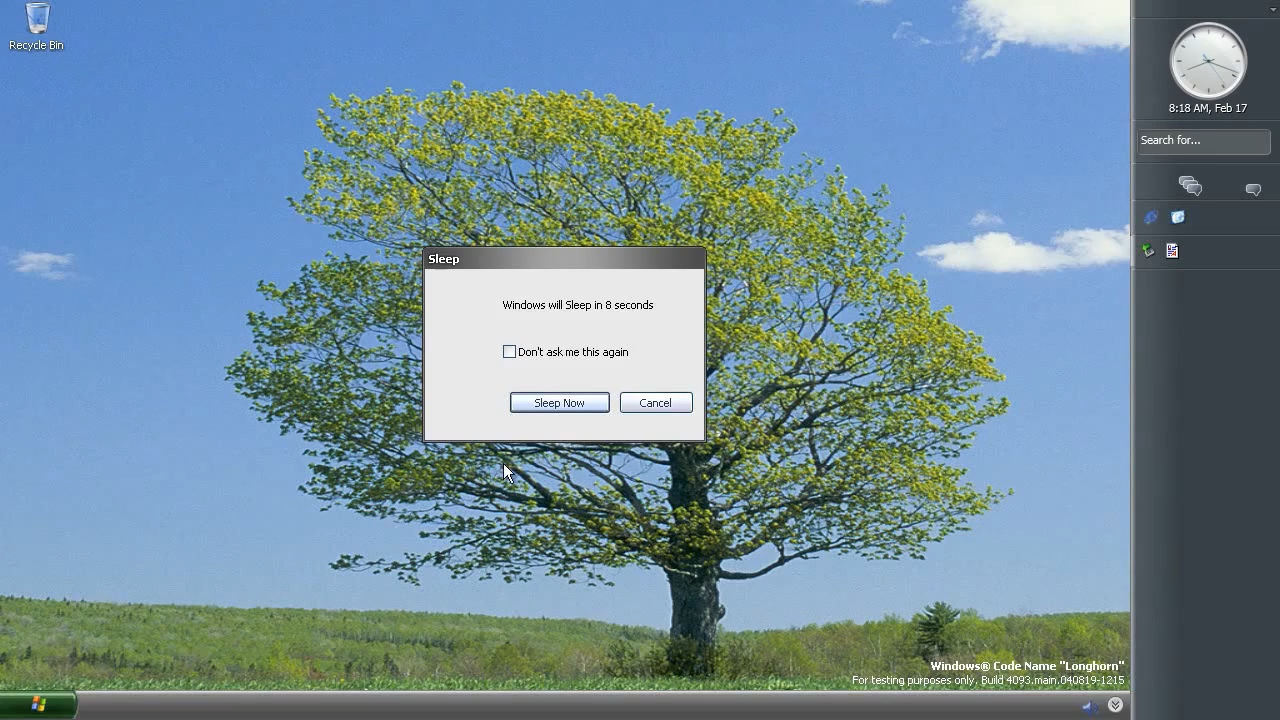 Recycle Bin
8:18 AM, Feb 17
Search for...
Sleep
Windows will Sleep in 8 seconds
Don't ask me this again
Sleep Now
Cancel
Windows® Code Name "Longhorn"
For testing purposes only. Build 4093.main.040819-1215